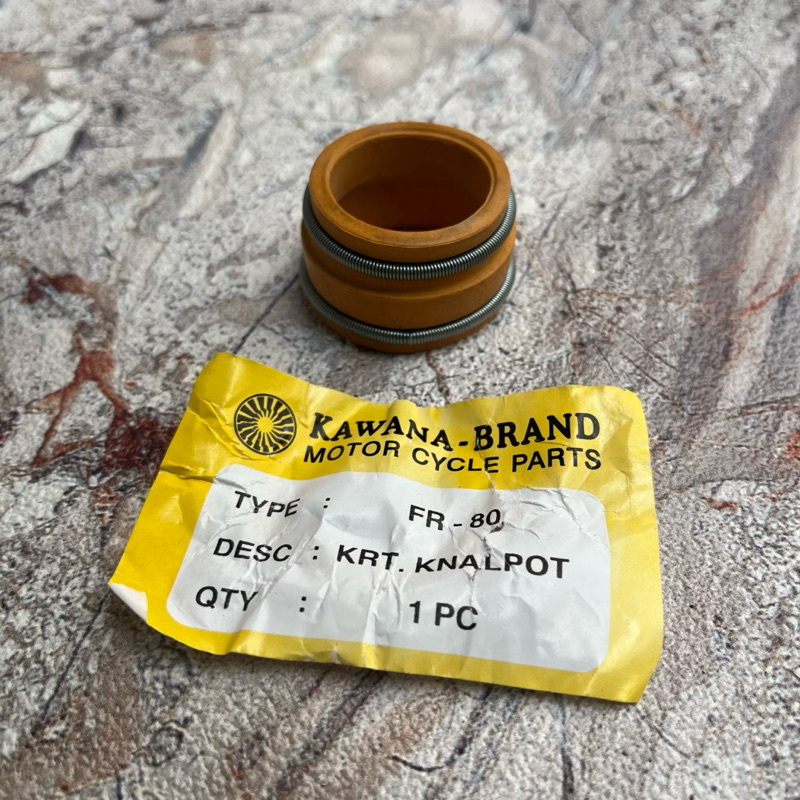 KAWANA-BRAND
MOTOR CYCLE PARTS
TYPE : FR - 80
DESC : KRT. KNALPOT
QTY : 1 PC